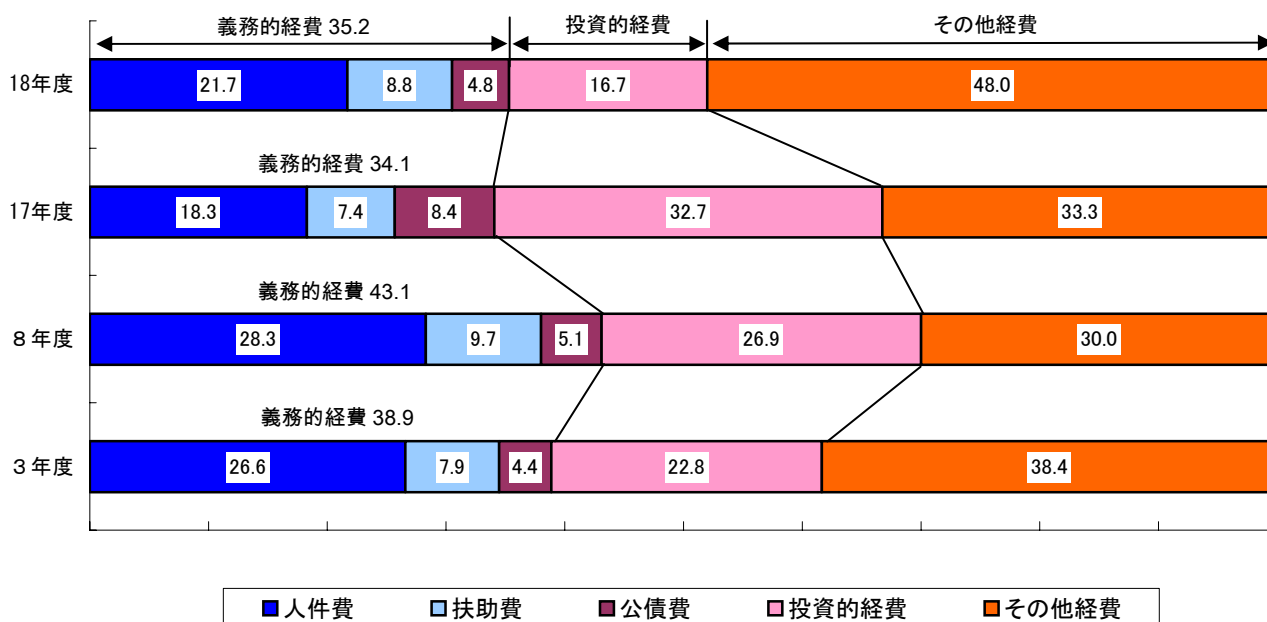 義務的経費 35.2 投資的経費 その他経費
18年度 21.7 8.8 4.8 16.7 48.0
義務的経費 34.1
17年度 18.3 7.4 8.4 32.7 33.3
義務的経費 43.1
8年度 28.3 9.7 5.1 26.9 30.0
義務的経費 38.9
3年度 26.6 7.9 4.4 22.8 38.4
人件費 扶助費 公債費 投資的経費 その他経費